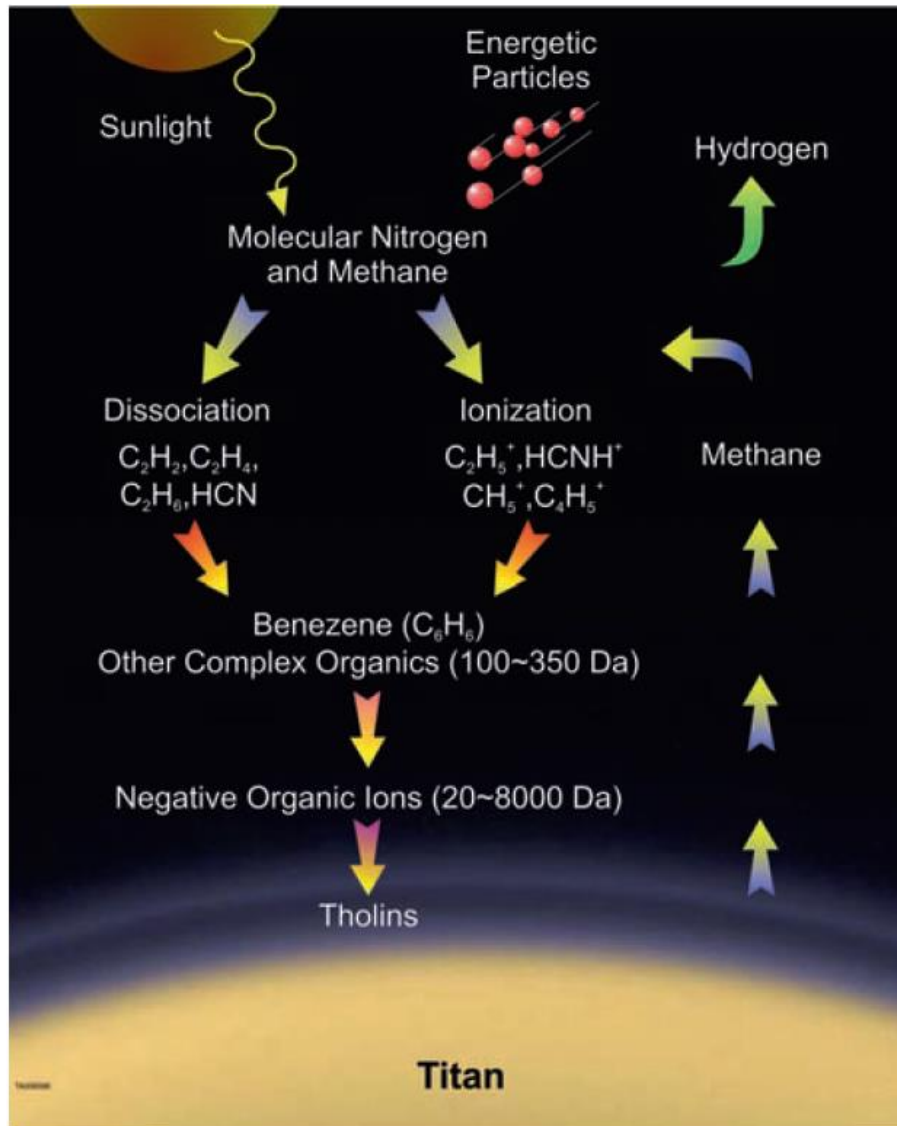 Energetic
Particles
Sunlight
Hydrogen
Molecular Nitrogen
and Methane
Dissociation
C₂H₂,C₂H₄,
C₂H₆,HCN
Ionization
C₂H₅⁺,HCNH⁺
CH₅⁺,C₄H₅⁺
Methane
Benezene (C₆H₆)
Other Complex Organics (100~350 Da)
Negative Organic Ions (20~8000 Da)
Tholins
Titan